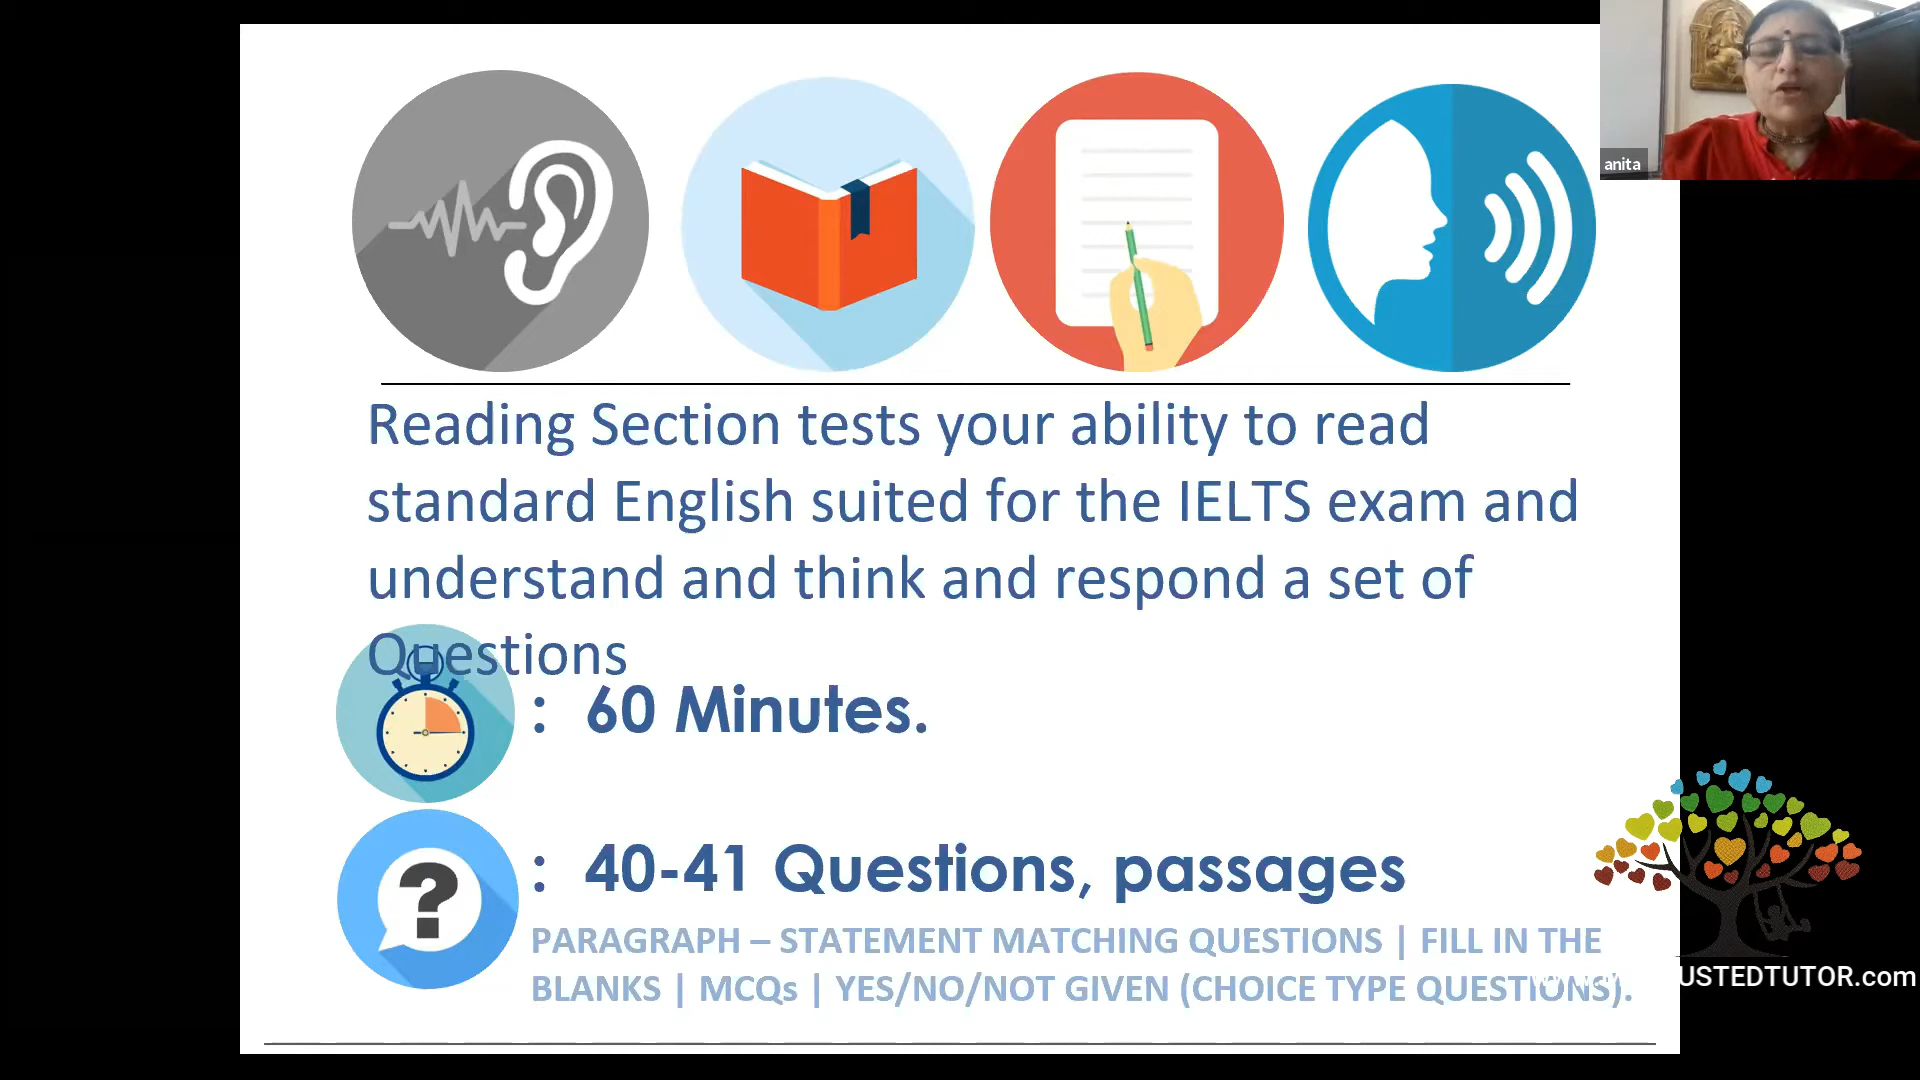 anita
Reading Section tests your ability to read
standard English suited for the IELTS exam and
understand and think and respond a set of
Questions
: 60 Minutes.
: 40-41 Questions, passages
PARAGRAPH – STATEMENT MATCHING QUESTIONS | FILL IN THE
BLANKS | MCQs | YES/NO/NOT GIVEN (CHOICE TYPE QUESTIONS).
USTEDTUTOR.com